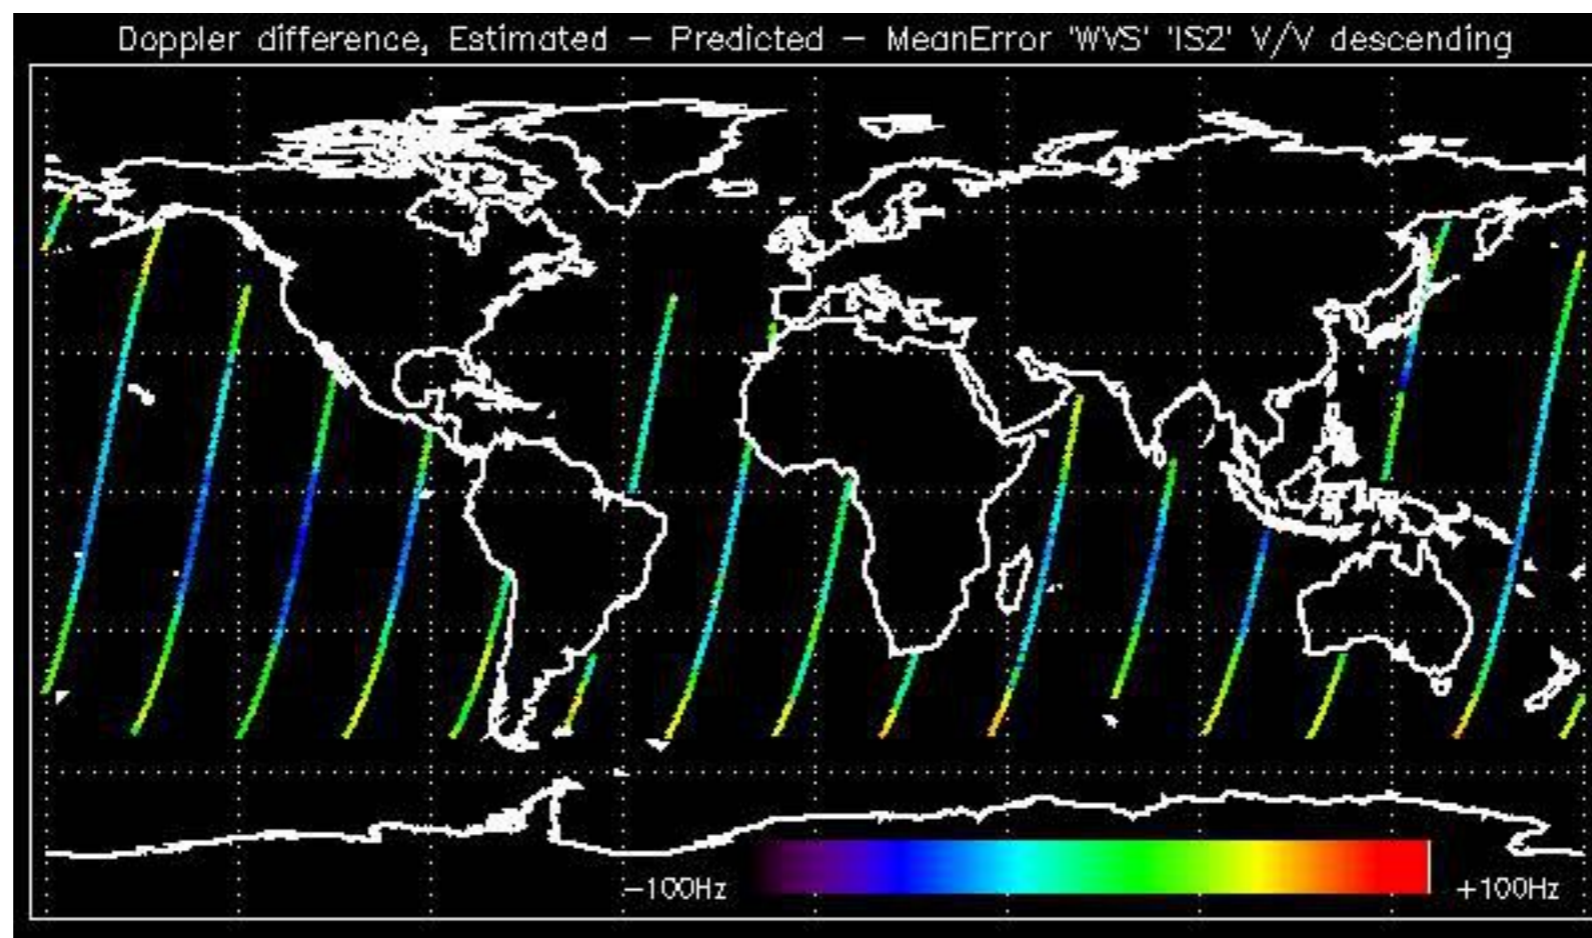 Doppler difference, Estimated – Predicted – MeanError 'WVS' 'IS2' V/V descending
–100Hz +100Hz